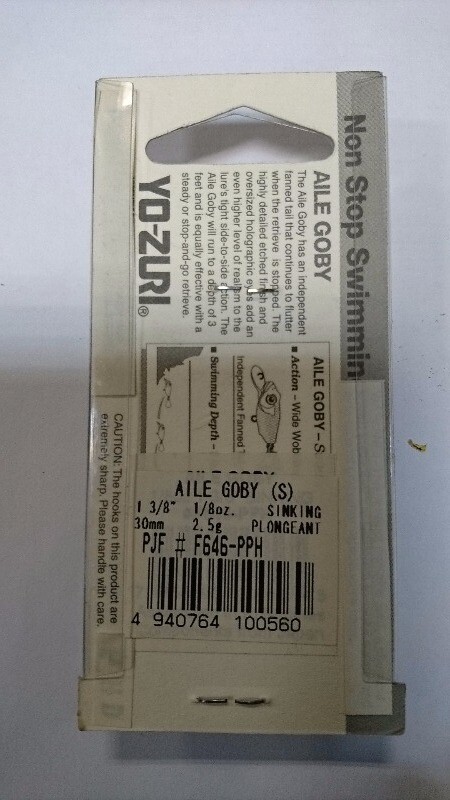 Non Stop Swimmin
AILE GOBY
The Aile Goby has an independent
fanned tail that continues to flutter
when the retrieve is stopped. The
highly detailed etched finish and
oversized holographic eyes add an
even higher level of realism to the
lure's tight side-to-side action. The
Aile Goby will run to a depth of 3
feet and is equally effective with a
steady or stop-and-go retrieve.
YO-ZURI®
AILE GOBY-S
■ Action - Wide Wob
Independent Fanned
■ Swimming Depth -
CAUTION: The hooks on this product are
extremely sharp. Please handle with care.
AILE GOBY (S)
1 3/8" 1/8oz. SINKING
30mm 2.5g PLONGEANT
PJF # F646-PPH
4 940764 100560